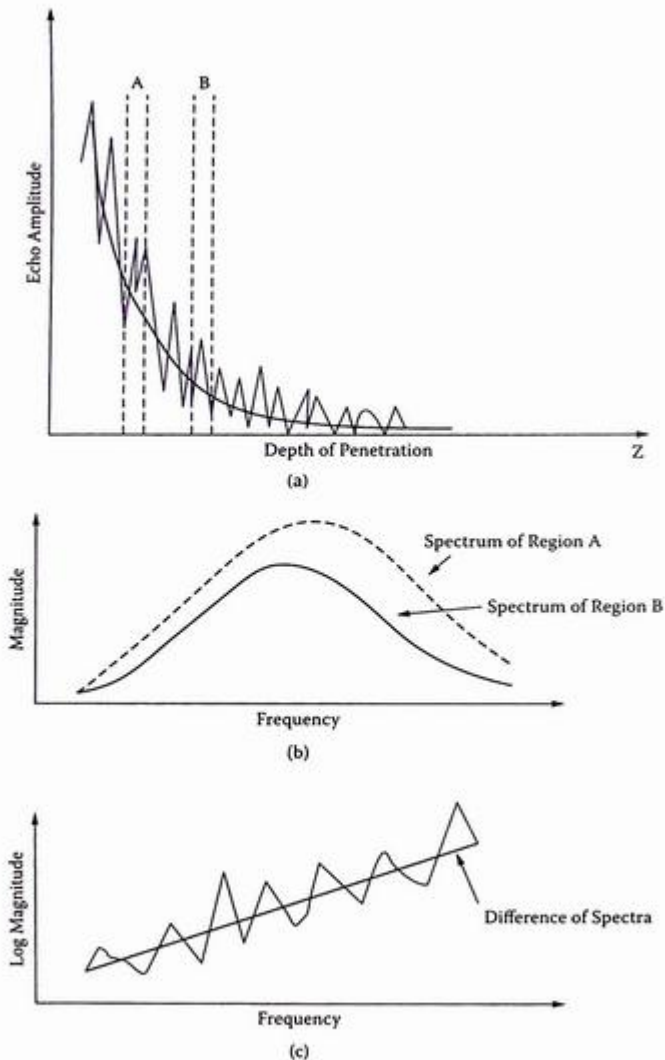 A
B
Echo Amplitude
Depth of Penetration
Z
(a)
Magnitude
Spectrum of Region A
Spectrum of Region B
Frequency
(b)
Log Magnitude
Difference of Spectra
Frequency
(c)